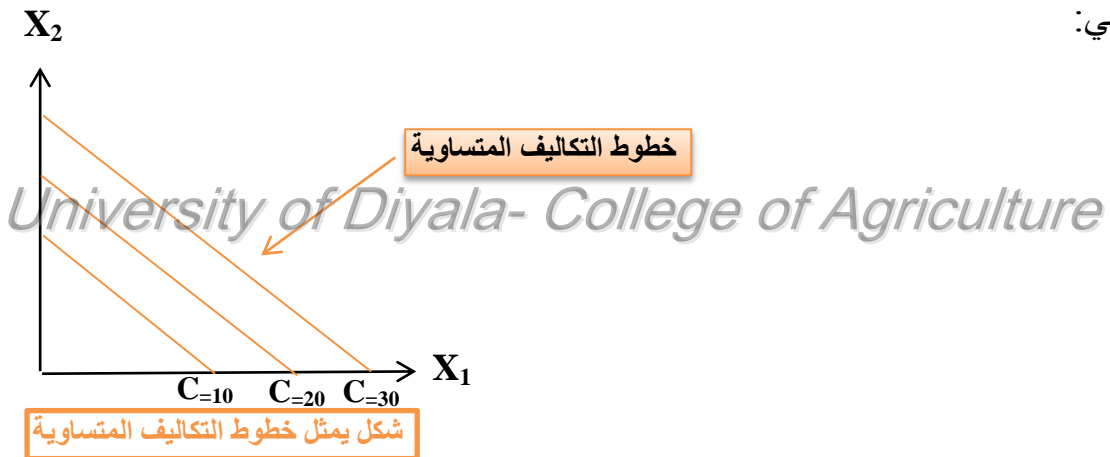 ي:
X₂
خطوط التكاليف المتساوية
University of Diyala- College of Agriculture
X₁
C₌₁₀ C₌₂₀ C₌₃₀
شكل يمثل خطوط التكاليف المتساوية